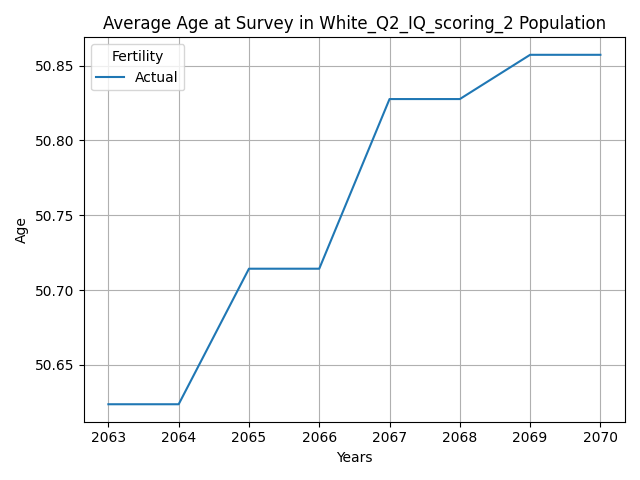 Average Age at Survey in White_Q2_IQ_scoring_2 Population
Fertility
Actual
50.85
50.80
50.75
50.70
50.65
Age
2063 2064 2065 2066 2067 2068 2069 2070
Years